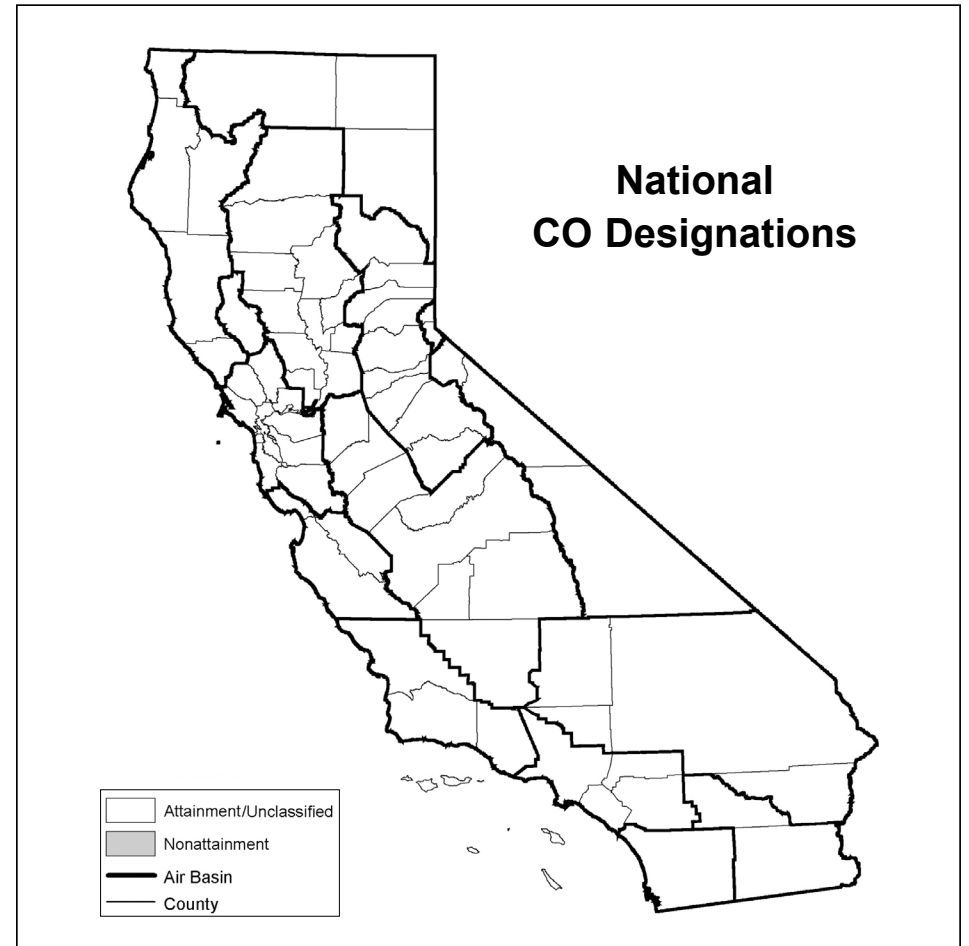 National
CO Designations
Attainment/Unclassified
Nonattainment
Air Basin
County